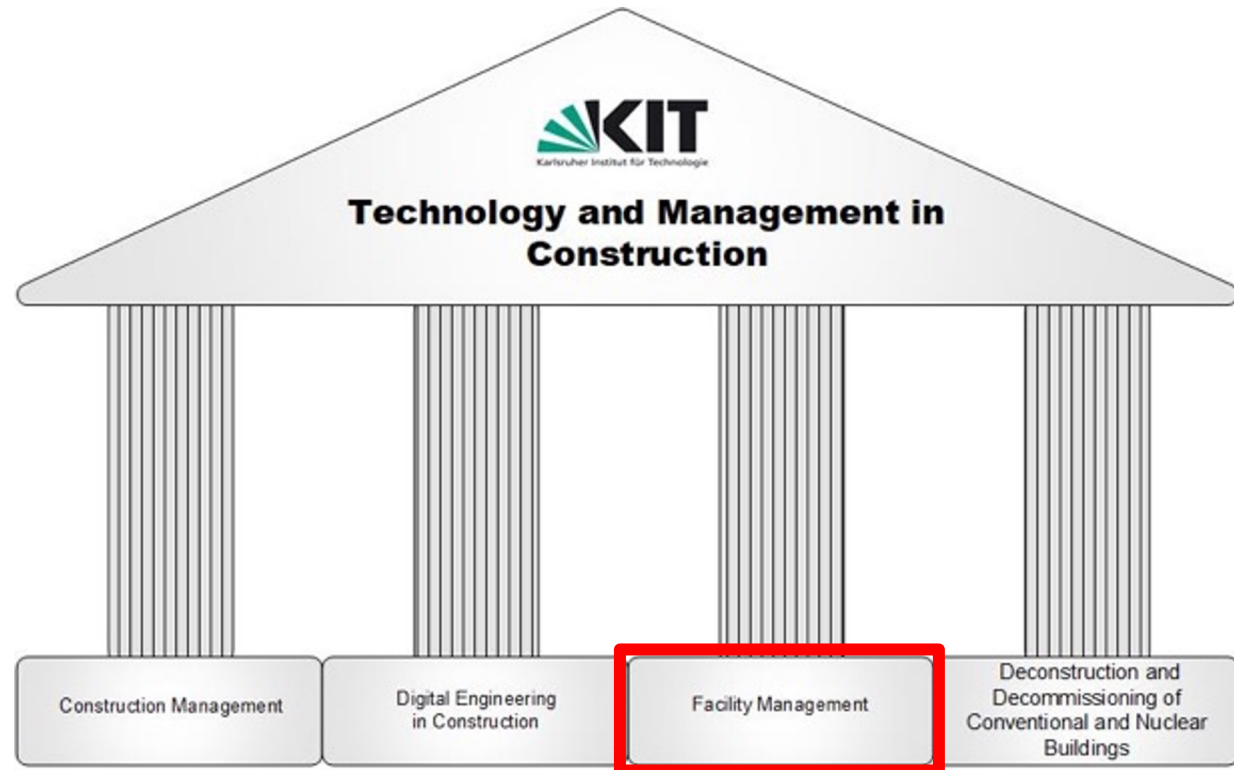 KIT
Karlsruher Institut für Technologie
Technology and Management in
Construction
Construction Management
Digital Engineering
in Construction
Facility Management
Deconstruction and
Decommissioning of
Conventional and Nuclear
Buildings